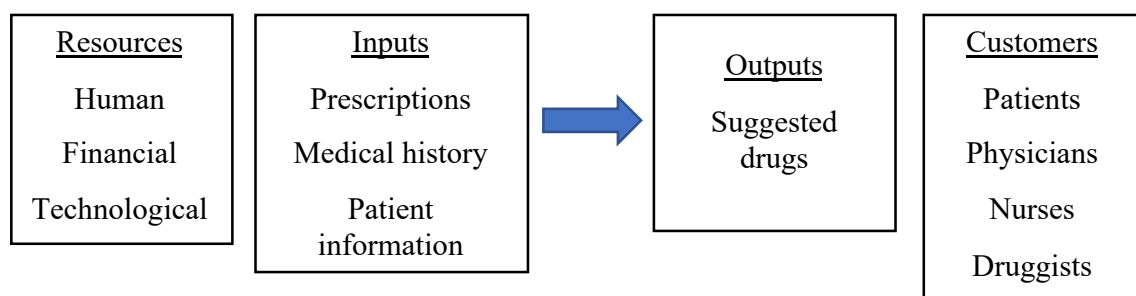 Resources
Human
Financial
Technological
Inputs
Prescriptions
Medical history
Patient
information
Outputs
Suggested
drugs
Customers
Patients
Physicians
Nurses
Druggists